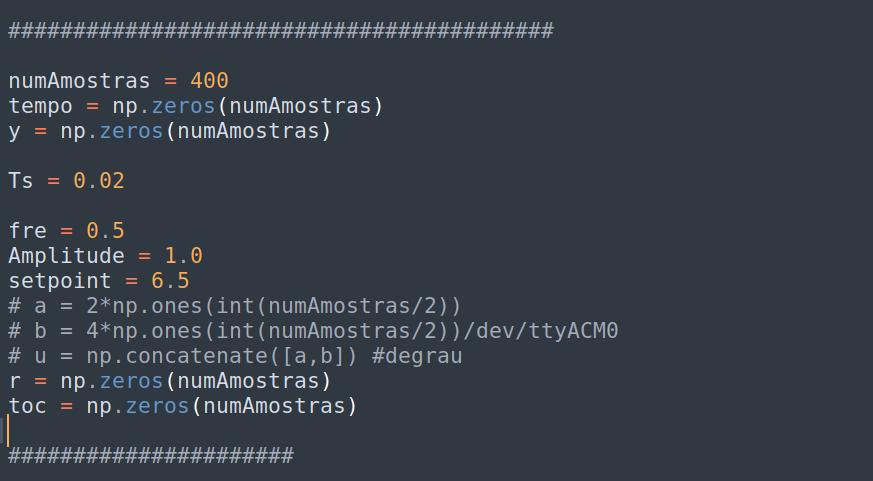 ##########################################
numAmostras = 400
tempo = np.zeros(numAmostras)
y = np.zeros(numAmostras)
Ts = 0.02
fre = 0.5
Amplitude = 1.0
setpoint = 6.5
# a = 2*np.ones(int(numAmostras/2))
# b = 4*np.ones(int(numAmostras/2))/dev/ttyACM0
# u = np.concatenate([a,b]) #degrau
r = np.zeros(numAmostras)
toc = np.zeros(numAmostras)
######################